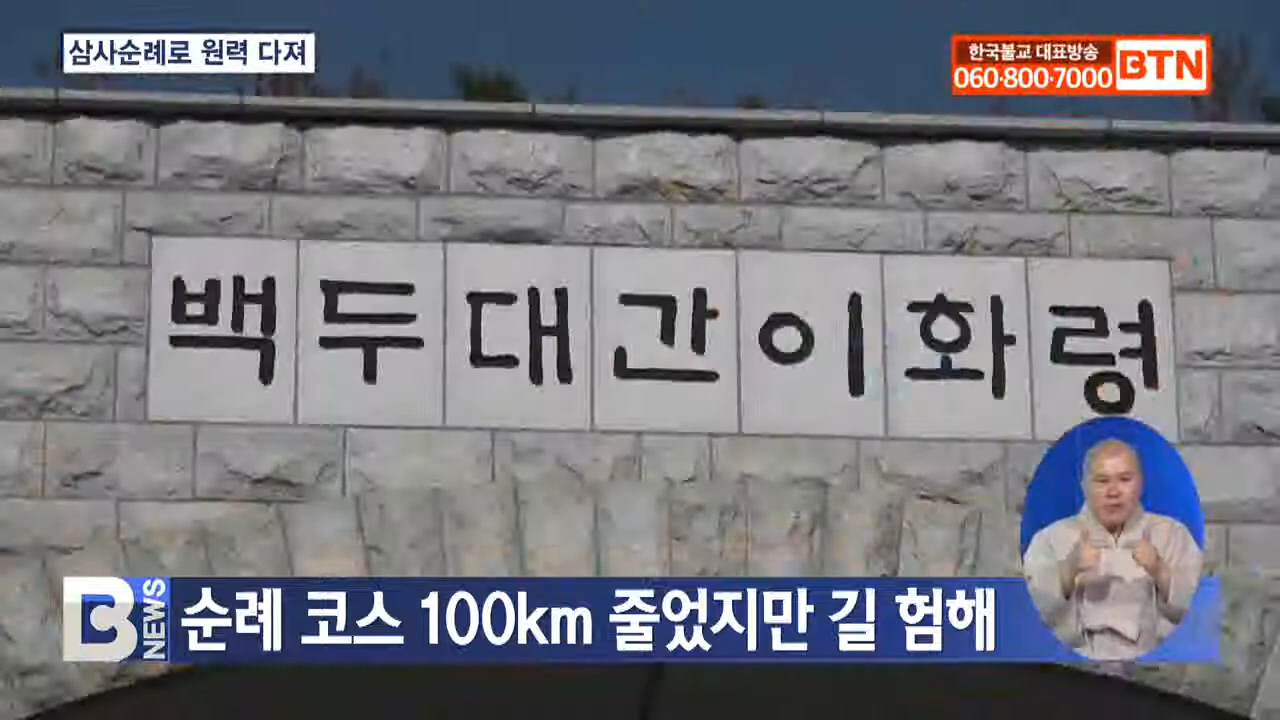 삼사순례로 원력 다져
한국불교 대표방송
060·800·7000
BTN
백두대간이화령
B NEWS
순례 코스 100km 줄었지만 길 험해